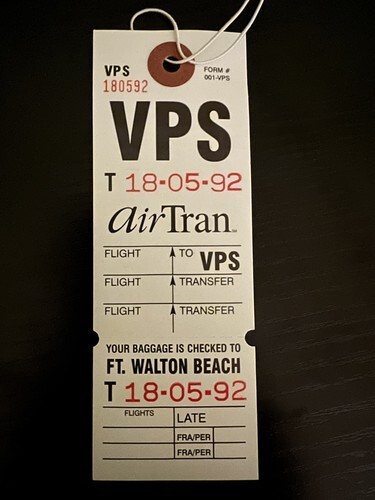 VPS
180592
FORM #
001-VPS
VPS
T 18-05-92
airTran
FLIGHT TO VPS
FLIGHT TRANSFER
FLIGHT TRANSFER
YOUR BAGGAGE IS CHECKED TO
FT. WALTON BEACH
T 18-05-92
FLIGHTS LATE
FRA/PER
FRA/PER